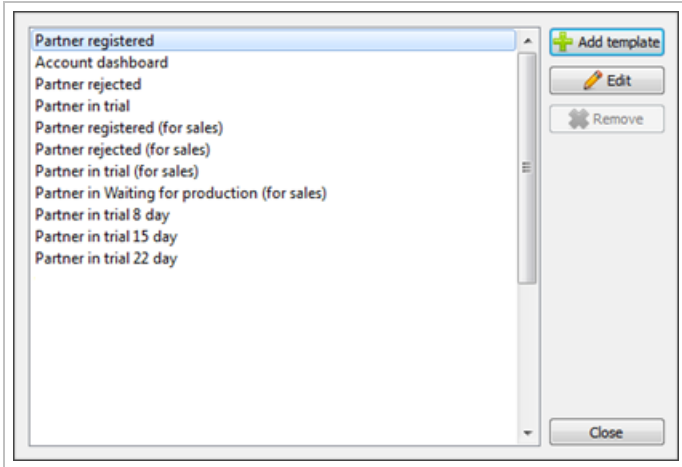 Partner registered
Account dashboard
Partner rejected
Partner in trial
Partner registered (for sales)
Partner rejected (for sales)
Partner in trial (for sales)
Partner in Waiting for production (for sales)
Partner in trial 8 day
Partner in trial 15 day
Partner in trial 22 day
Add template
Edit
Remove
Close